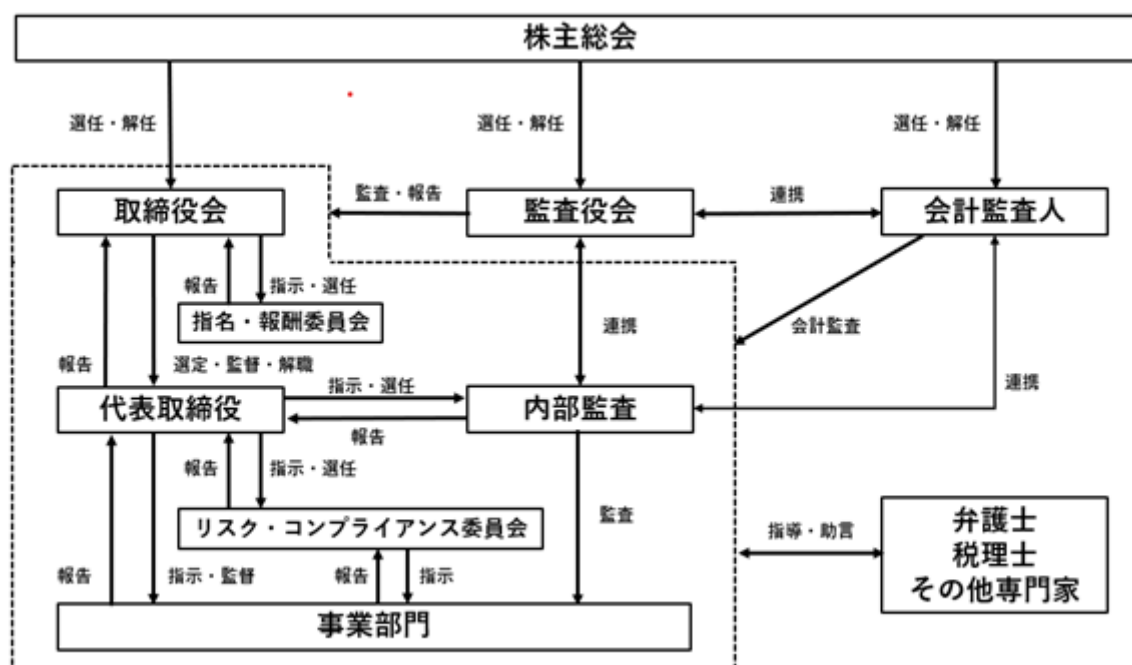 株主総会
選任・解任
選任・解任
選任・解任
取締役会
監査・報告
監査役会
連携
会計監査人
報告
指示・選任
指名・報酬委員会
連携
会計監査
報告
選定・監督・解職
連携
代表取締役
指示・選任
報告
内部監査
報告
指示・選任
監査
リスク・コンプライアンス委員会
指導・助言
弁護士
税理士
その他専門家
報告
指示・監督
報告
指示
事業部門